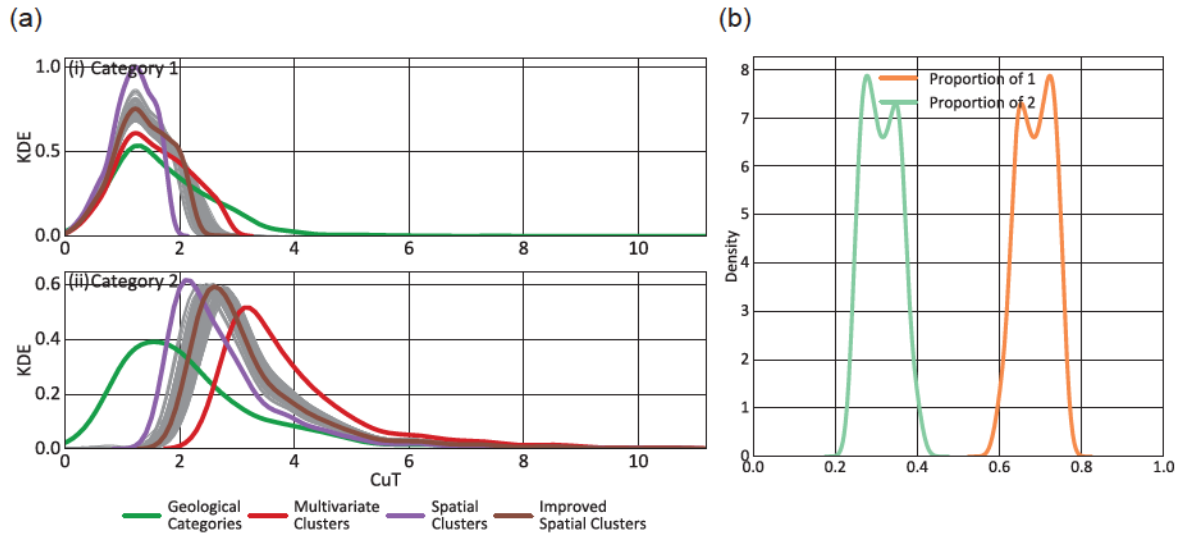 (a)
(b)
(i) Category 1
1.0
0.5
0.0
KDE
0
2
4
6
8
10
(ii) Category 2
0.6
0.4
0.2
0.0
KDE
0
2
4
6
8
10
CuT
Geological
Categories
Multivariate
Clusters
Spatial
Clusters
Improved
Spatial Clusters
Proportion of 1
Proportion of 2
8
7
6
5
4
3
2
1
0
Density
0.0
0.2
0.4
0.6
0.8
1.0